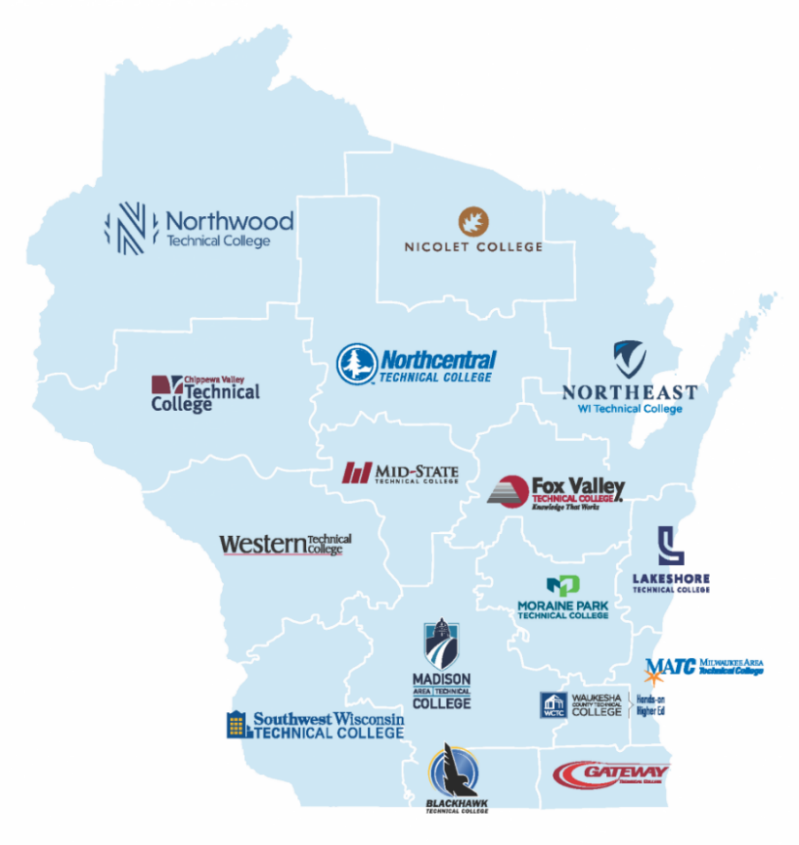 Northwood
Technical College
NICOLET COLLEGE
Northcentral
TECHNICAL COLLEGE
NORTHEAST
WI Technical College
Chippewa Valley
Technical
College
MID-STATE
TECHNICAL COLLEGE
Fox Valley
TECHNICAL COLLEGE
Knowledge That Works
Western Technical
College
LAKESHORE
TECHNICAL COLLEGE
MORAINE PARK
TECHNICAL COLLEGE
MADISON
AREA TECHNICAL
COLLEGE
MATC MILWAUKEE AREA
Technical College
WCTC
WAUKESHA
COUNTY TECHNICAL
COLLEGE
Hands-on
Higher Ed
Southwest Wisconsin
TECHNICAL COLLEGE
BLACKHAWK
TECHNICAL COLLEGE
GATEWAY
TECHNICAL COLLEGE